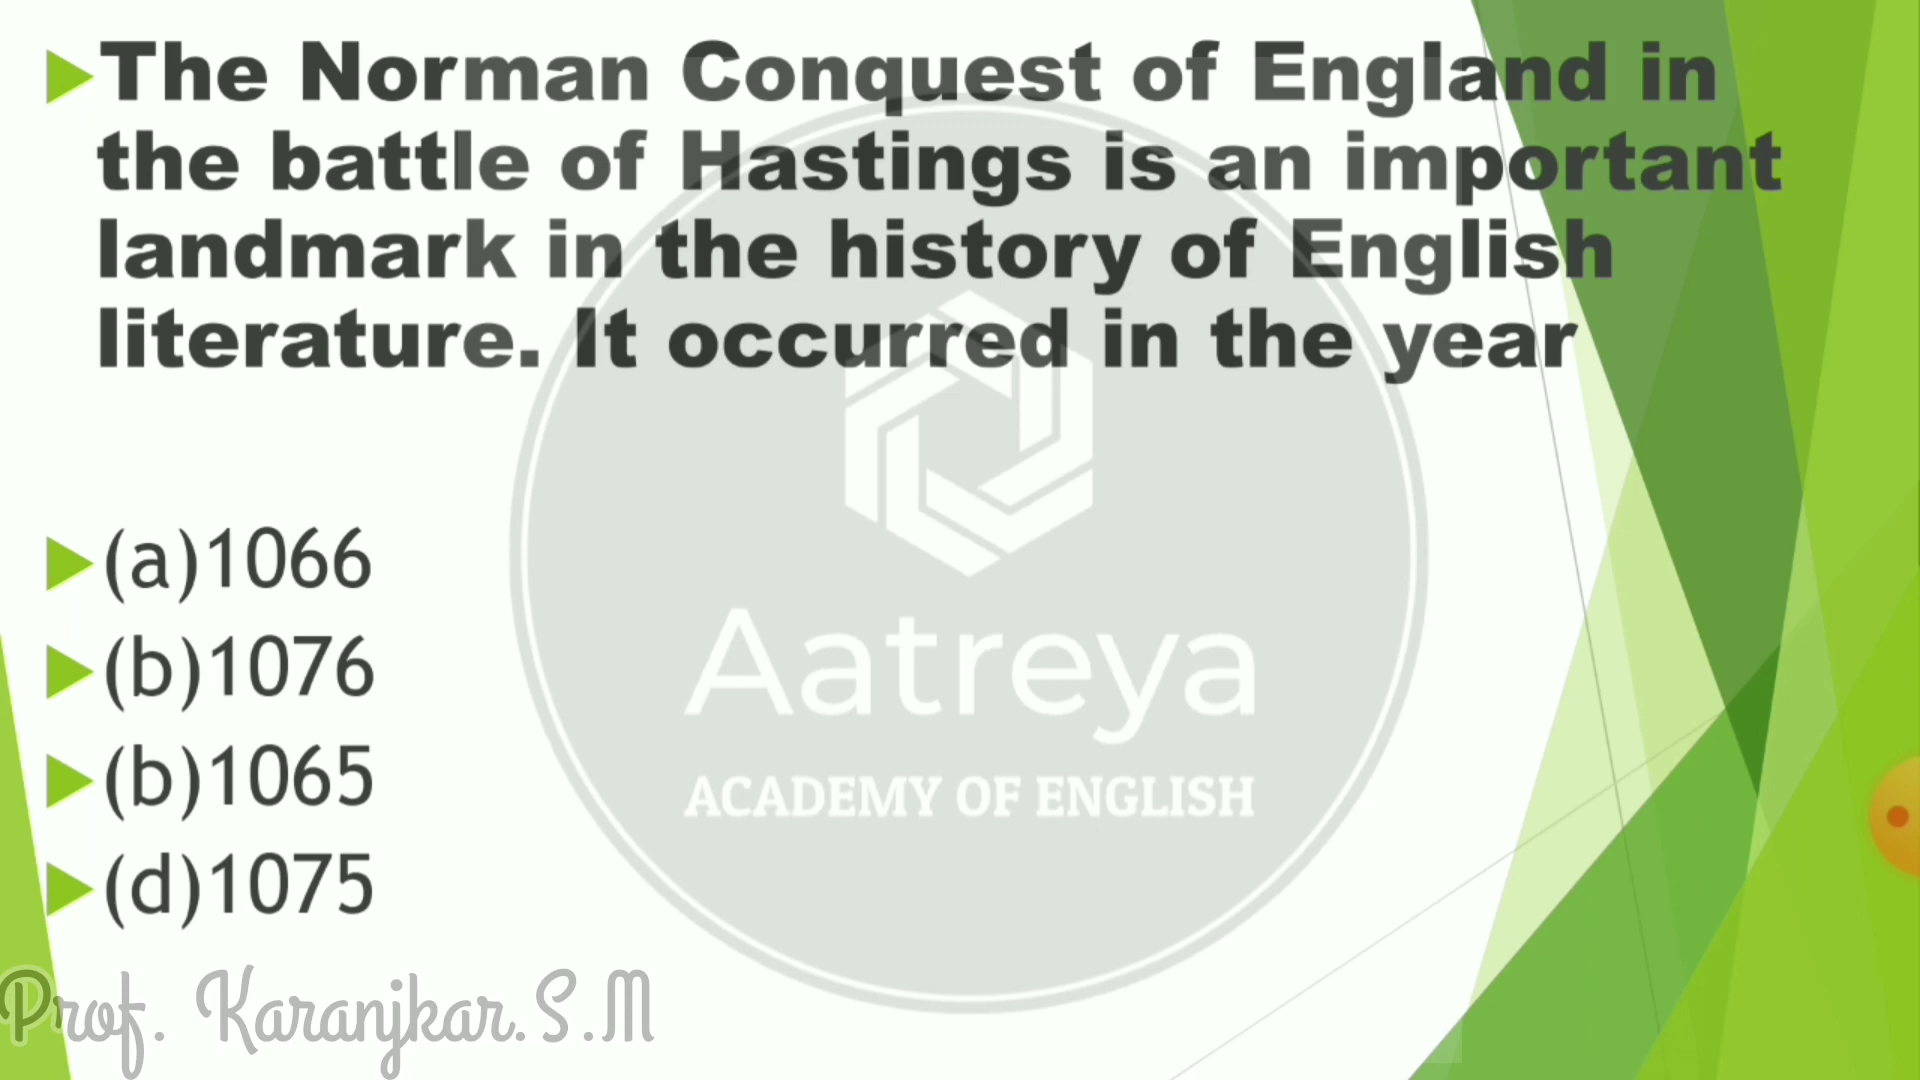 The Norman Conquest of England in
the battle of Hastings is an important
landmark in the history of English
literature. It occurred in the year
(a)1066
(b)1076
(b)1065
(d)1075
Aatreya
ACADEMY OF ENGLISH
Prof. Karanjkar.S.M